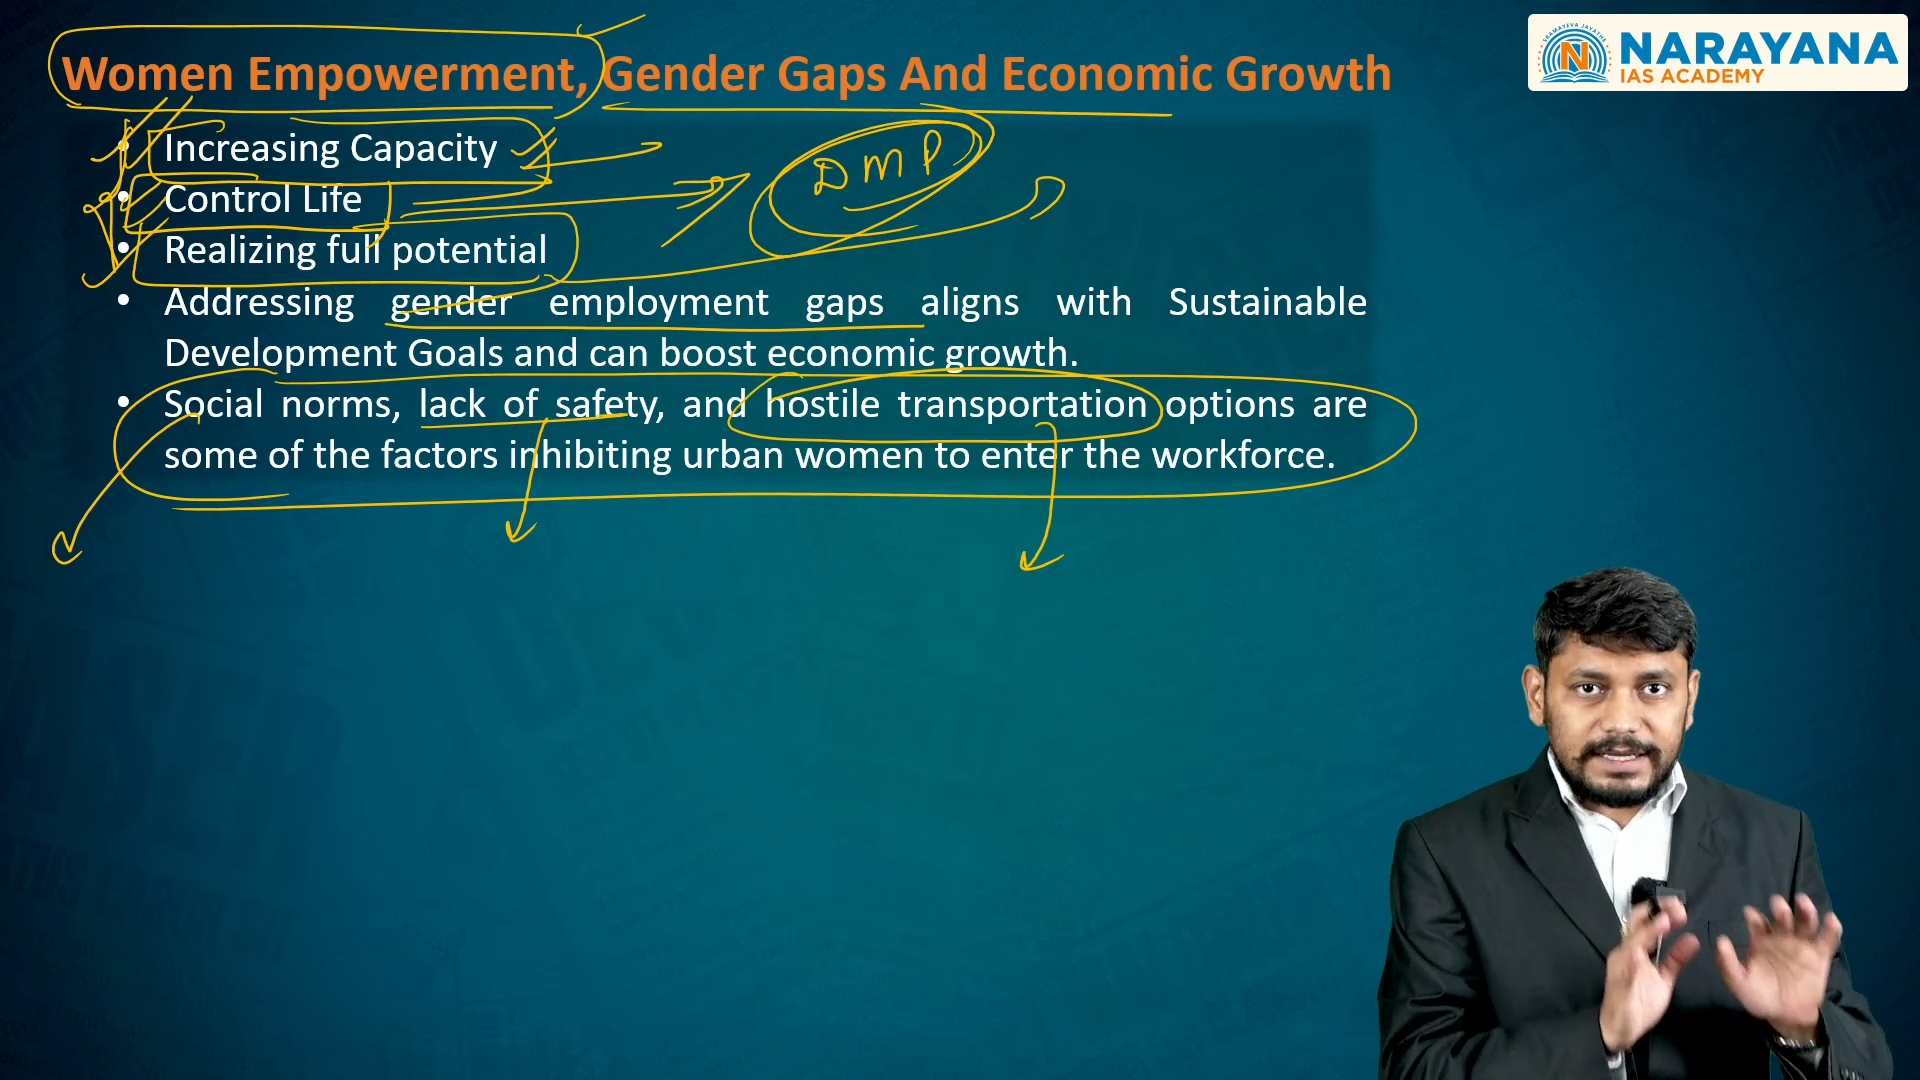 Women Empowerment, Gender Gaps And Economic Growth
NARAYANA
IAS ACADEMY
• Increasing Capacity
• Control Life
• Realizing full potential
DMP
• Addressing gender employment gaps aligns with Sustainable
Development Goals and can boost economic growth.
• Social norms, lack of safety, and hostile transportation options are
some of the factors inhibiting urban women to enter the workforce.